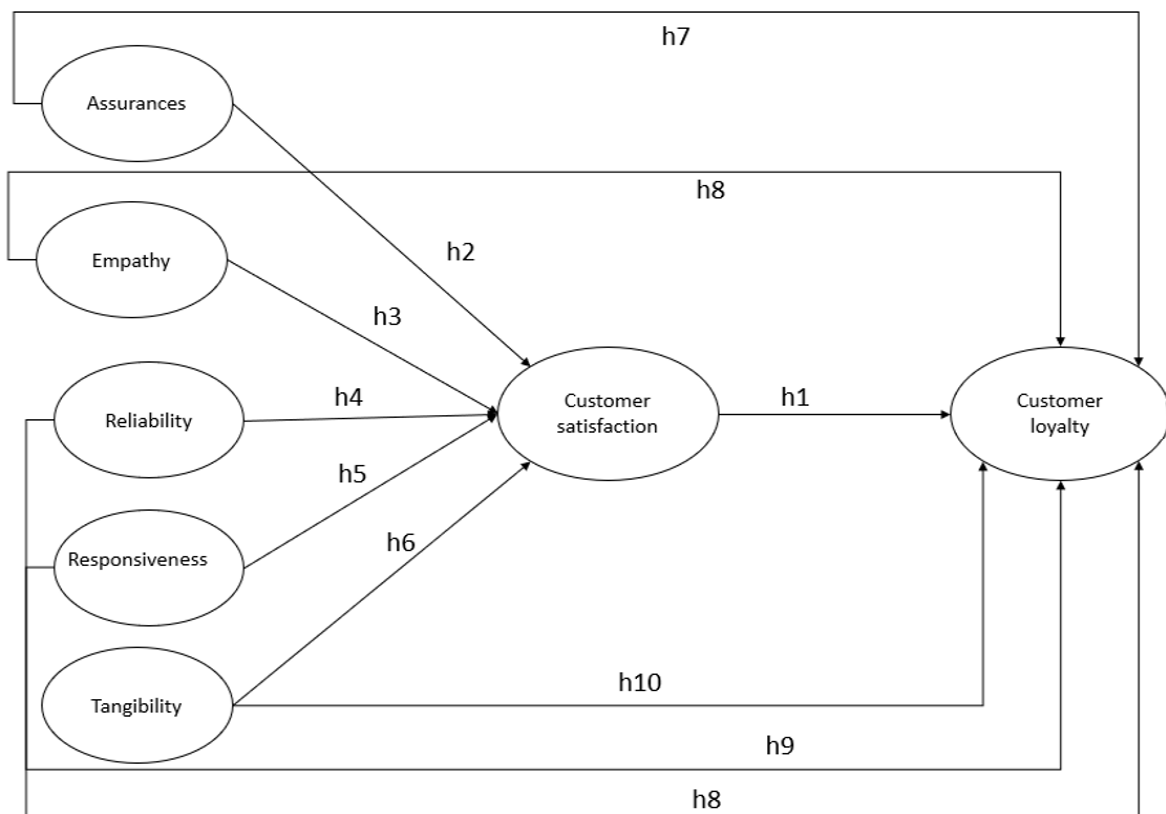 h7
Assurances
h8
Empathy
h2
h3
Reliability
h4
Customer
satisfaction
h1
Customer
loyalty
h5
Responsiveness
h6
Tangibility
h10
h9
h8